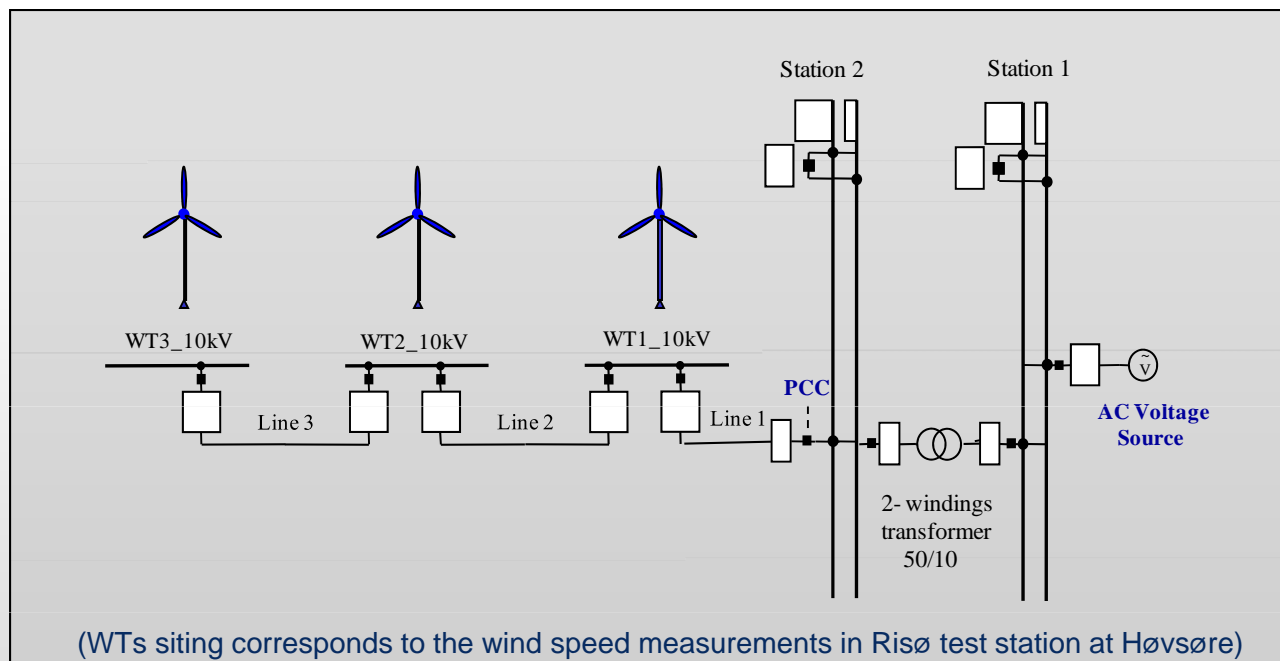 Station 2
Station 1
WT3_10kV
WT2_10kV
WT1_10kV
Line 3
Line 2
Line 1
PCC
~
V
AC Voltage
Source
2- windings
transformer
50/10
(WTs siting corresponds to the wind speed measurements in Risø test station at Høvsøre)